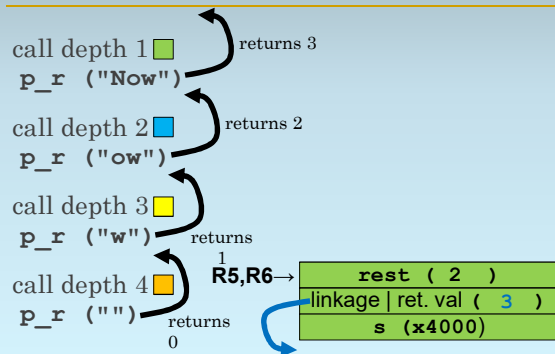 returns 3
call depth 1
p_r ("Now")
call depth 2
returns 2
p_r ("ow")
call depth 3
p_r ("w")
returns
1
call depth 4
p_r ("")
returns
0
R5,R6→
rest ( 2 )
linkage | ret. val ( 3 )
s (x4000)